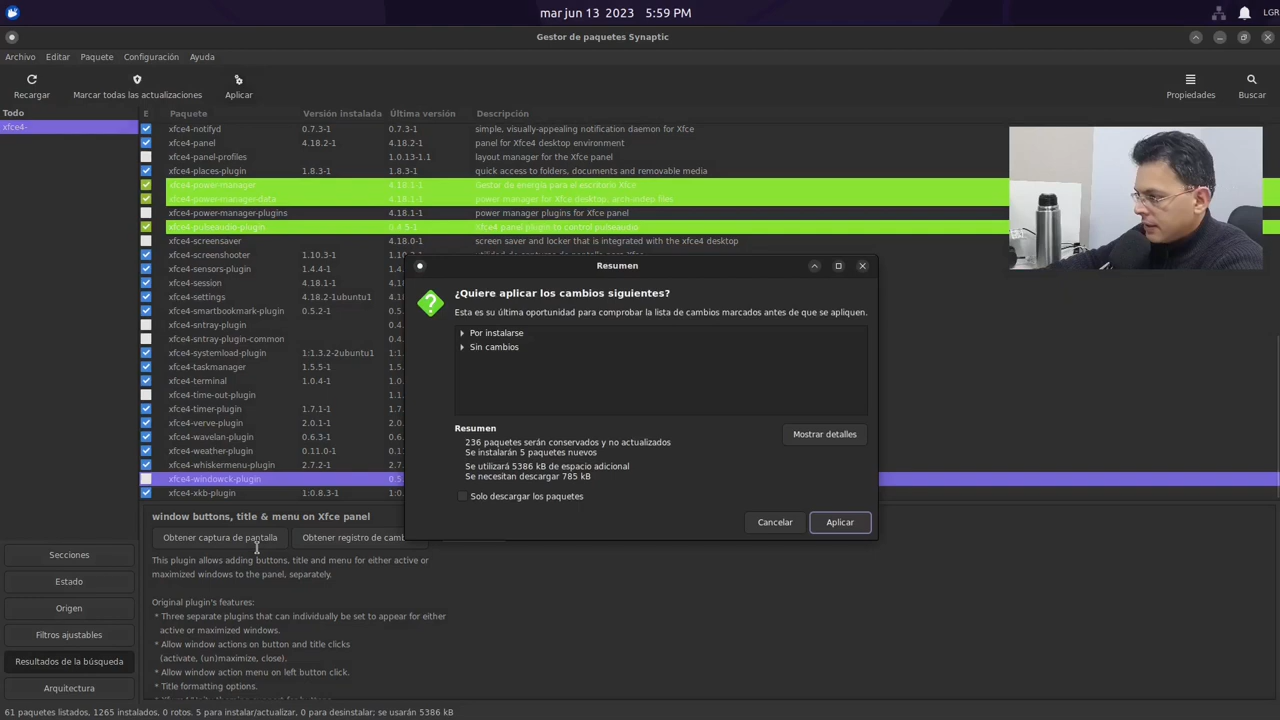 mar jun 13 2023 5:59 PM
LGR
Gestor de paquetes Synaptic
Archivo Editar Paquete Configuración Ayuda
Recargar Marcar todas las actualizaciones Aplicar Propiedades Buscar
Todo
xfce4-
E Paquete Versión instalada Última versión Descripción
xfce4-notifyd 0.7.3-1 0.7.3-1 simple, visually-appealing notification daemon for Xfce
xfce4-panel 4.18.2-1 4.18.2-1 panel for Xfce4 desktop environment
xfce4-panel-profiles 1.0.13-1.1 layout manager for the Xfce panel
xfce4-places-plugin 1.8.3-1 1.8.3-1 quick access to folders, documents and removable media
xfce4-power-manager 4.18.1-1 Gestor de energía para el escritorio Xfce
xfce4-power-manager-data 4.18.1-1 power manager for Xfce desktop, arch-indep files
xfce4-power-manager-plugins 4.18.1-1 power manager plugins for Xfce panel
xfce4-pulseaudio-plugin 0.4.5-1 Xfce4 panel plugin to control pulseaudio
xfce4-screensaver 4.18.0-1 screen saver and locker that is integrated with the xfce4 desktop
xfce4-screenshooter 1.10.3-1
xfce4-sensors-plugin 1.4.4-1
xfce4-session 4.18.1-1
xfce4-settings 4.18.2-1ubuntu1
xfce4-smartbookmark-plugin 0.5.2-1
xfce4-sntray-plugin
xfce4-sntray-plugin-common
xfce4-systemload-plugin 1:1.3.2-2ubuntu1
xfce4-taskmanager 1.5.5-1
xfce4-terminal 1.0.4-1
xfce4-time-out-plugin
xfce4-timer-plugin 1.7.1-1
xfce4-verve-plugin 2.0.1-1
xfce4-wavelan-plugin 0.6.3-1
xfce4-weather-plugin 0.11.0-1
xfce4-whiskermenu-plugin 2.7.2-1
xfce4-windowck-plugin
xfce4-xkb-plugin 1:0.8.3-1
Resumen
¿Quiere aplicar los cambios siguientes?
Esta es su última oportunidad para comprobar la lista de cambios marcados antes de que se apliquen.
Por instalarse
Sin cambios
Resumen
Mostrar detalles
236 paquetes serán conservados y no actualizados
Se instalarán 5 paquetes nuevos
Se utilizará 5386 kB de espacio adicional
Se necesitan descargar 785 kB
Solo descargar los paquetes
Cancelar Aplicar
window buttons, title & menu on Xfce panel
Obtener captura de pantalla Obtener registro de
This plugin allows adding buttons, title and menu for either active or
maximized windows to the panel, separately.
Original plugin's features:
* Three separate plugins that can individually be set to appear for either
active or maximized windows.
* Allow window actions on button and title clicks
(activate, (un)maximize, close).
* Allow window action menu on left button click.
* Title formatting options.
Secciones
Estado
Origen
Filtros ajustables
Resultados de la búsqueda
Arquitectura
61 paquetes listados, 1265 instalados, 0 rotos. 5 para instalar/actualizar, 0 para desinstalar; se usarán 5386 kB